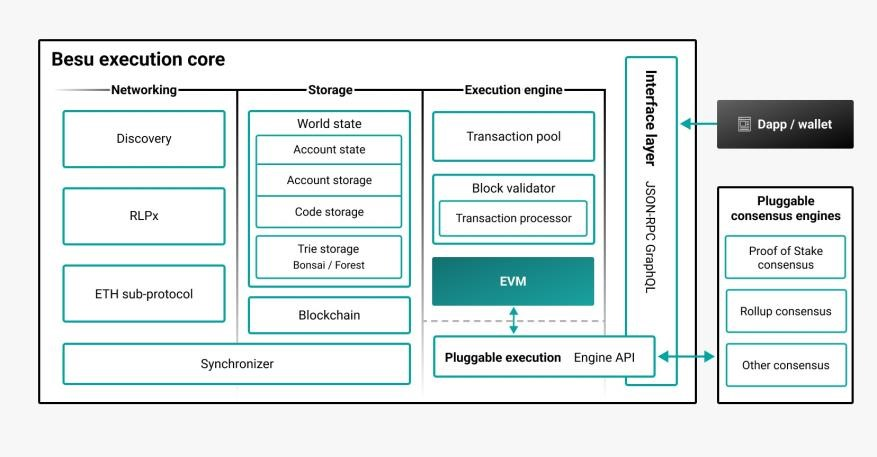 Besu execution core
Networking
Discovery
RLPx
ETH sub-protocol
Synchronizer
Storage
World state
Account state
Account storage
Code storage
Trie storage
Bonsai / Forest
Blockchain
Execution engine
Transaction pool
Block validator
Transaction processor
EVM
Pluggable execution Engine API
Interface layer JSON-RPC GraphQL
Dapp / wallet
Pluggable
consensus engines
Proof of Stake
consensus
Rollup consensus
Other consensus